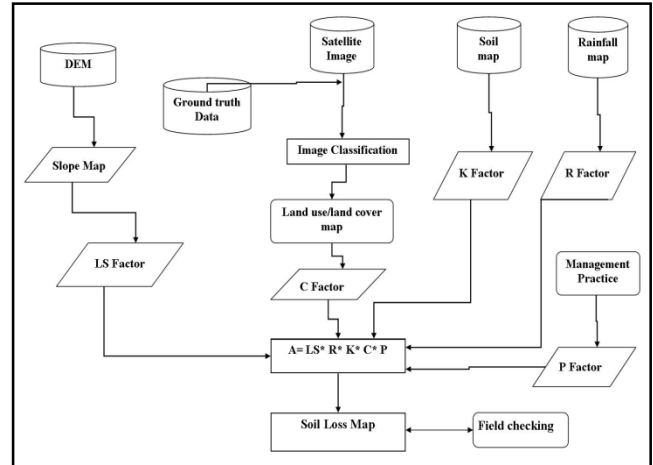 DEM
Satellite
Image
Soil
map
Rainfall
map
Ground truth
Data
Slope Map
Image Classification
K Factor
R Factor
Land use/land cover
map
LS Factor
C Factor
Management
Practice
A= LS* R* K* C* P
P Factor
Soil Loss Map
Field checking